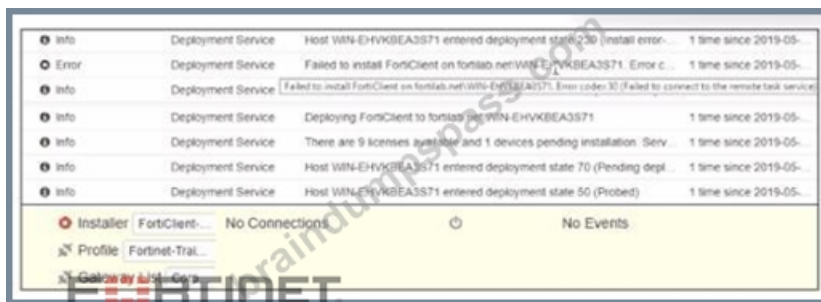 Info Deployment Service Host WIN-EHVKBEA3S71 entered deployment state 230 (Install error-... 1 time since 2019-05-...
Error Deployment Service Failed to install FortiClient on fortilab.net\WIN-EHVKBEA3S71. Error c... 1 time since 2019-05-...
Info Deployment Service Failed to install FortiClient on fortilab.net\WIN-EHVKBEA3S71. Error code=30 (Failed to connect to the remote task service)
Info Deployment Service Deploying FortiClient to fortilab.net\WIN-EHVKBEA3S71 1 time since 2019-05-...
Info Deployment Service There are 9 licenses available and 1 devices pending installation. Serv... 1 time since 2019-05-...
Info Deployment Service Host WIN-EHVKBEA3S71 entered deployment state 70 (Pending depl... 1 time since 2019-05-...
Info Deployment Service Host WIN-EHVKBEA3S71 entered deployment state 50 (Probed) 1 time since 2019-05-...
Installer FortiClient-... No Connections No Events
Profile Fortinet-Trai...
Gateway List Corp...
FORTINET
braindumpspass.com